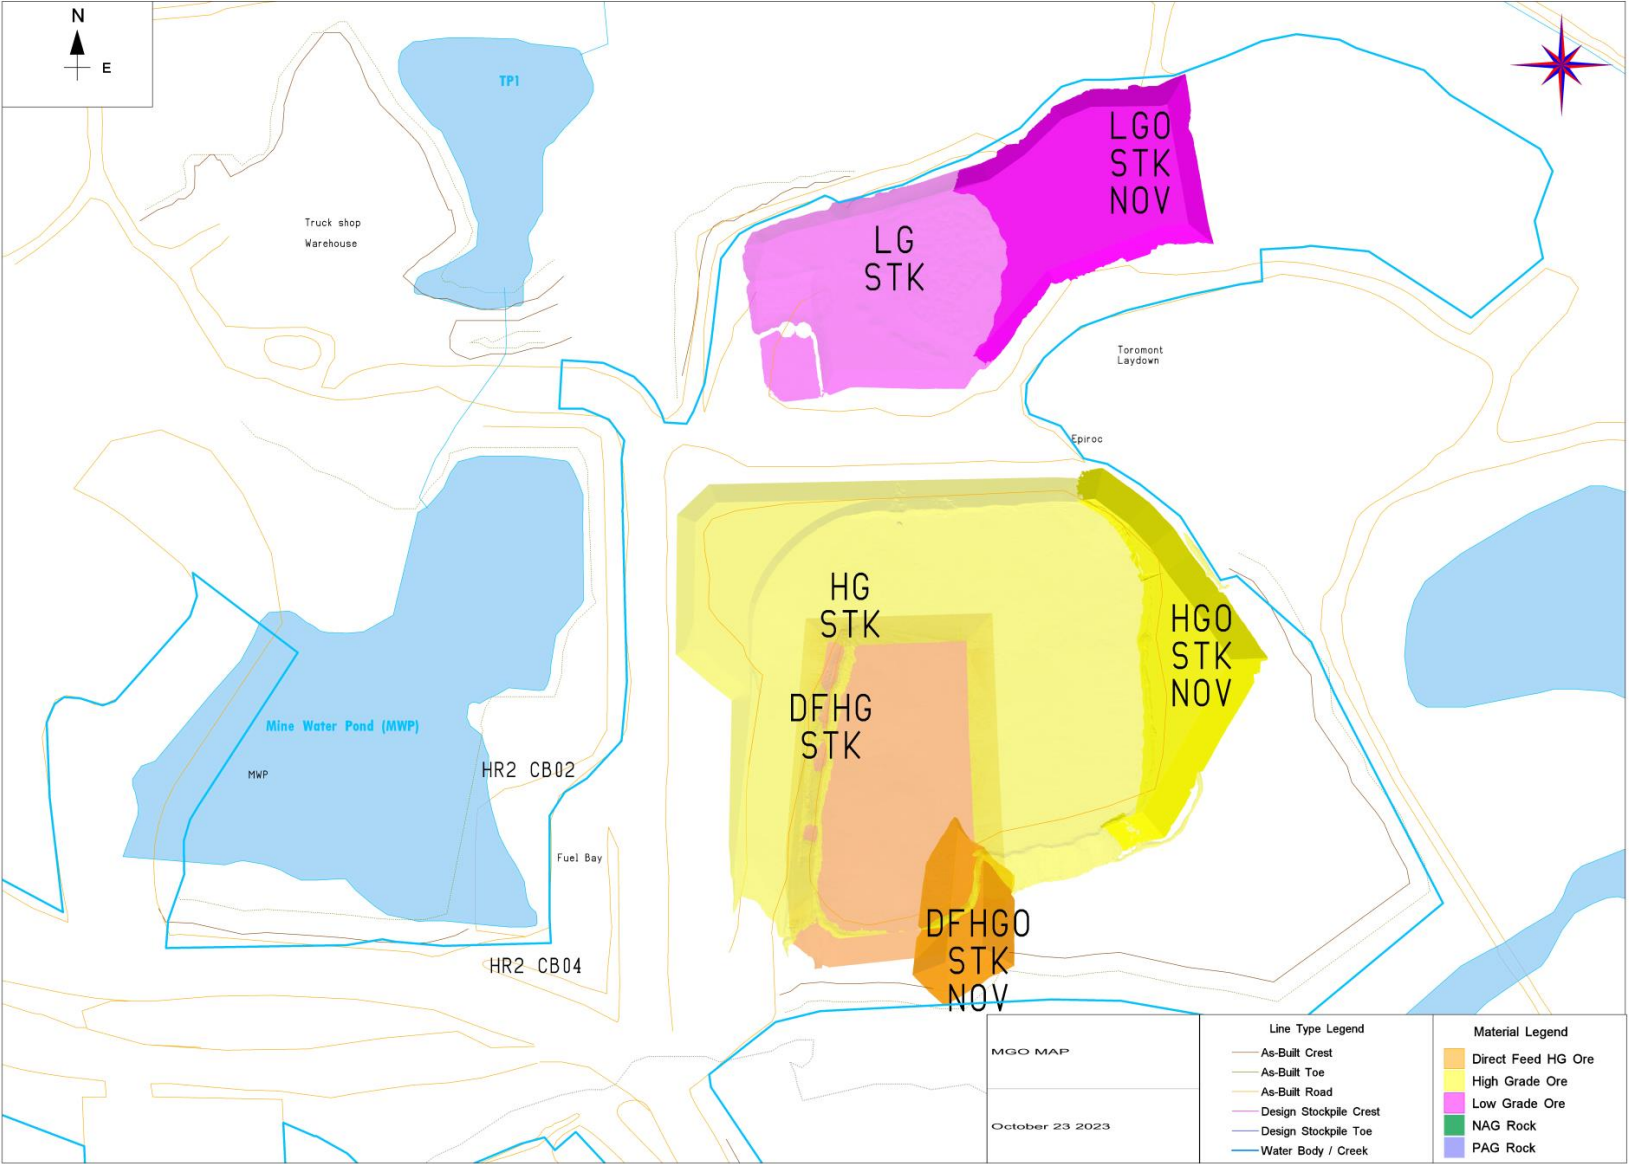 N
E
TP1
Truck shop
Warehouse
LGO
STK
NOV
LG
STK
Toromont
Laydown
Epiroc
HG
STK
HGO
STK
NOV
DFHG
STK
Mine Water Pond (MWP)
MWP
HR2 CB02
Fuel Bay
DFHGO
STK
NOV
HR2 CB04
MGO MAP
October 23 2023
Line Type Legend
As-Built Crest
As-Built Toe
As-Built Road
Design Stockpile Crest
Design Stockpile Toe
Water Body / Creek
Material Legend
Direct Feed HG Ore
High Grade Ore
Low Grade Ore
NAG Rock
PAG Rock